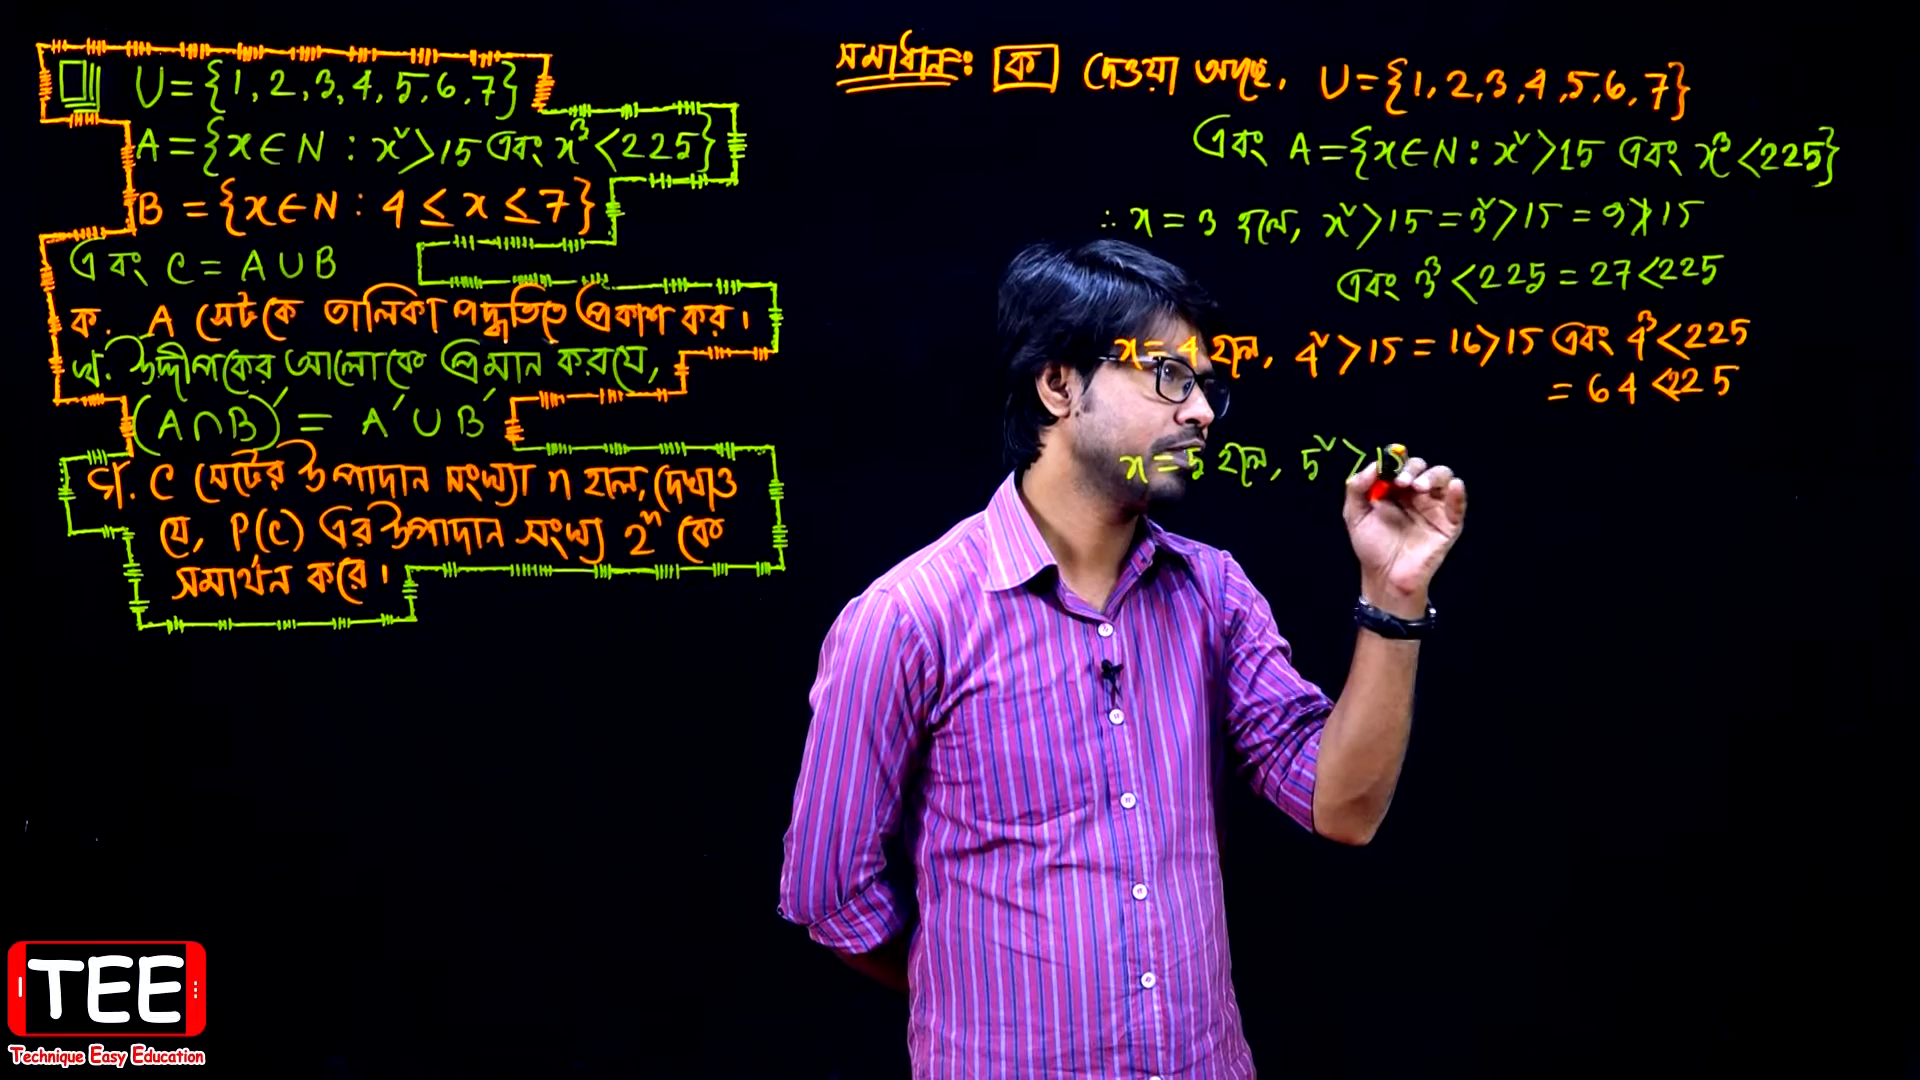 U = {1, 2, 3, 4, 5, 6, 7}
A = {x ∈ N : x² > 15 এবং x³ < 225}
B = {x ∈ N : 4 ≤ x ≤ 7}
এবং C = A ∪ B
ক. A সেটকে তালিকা পদ্ধতিতে প্রকাশ কর।
খ. উদ্দীপকের আলোকে প্রমান কর যে,
(A ∩ B)′ = A′ ∪ B′
গ. C সেটের উপাদান সংখ্যা n হলে, দেখাও
যে, P(C) এর উপাদান সংখ্যা 2ⁿ কে
সমর্থন করে।
সমাধান: ক দেওয়া আছে, U = {1, 2, 3, 4, 5, 6, 7}
এবং A = {x ∈ N : x² > 15 এবং x³ < 225}
∴ x = 3 হলে, x² > 15 = 3² > 15 = 9 ≯ 15
এবং 3³ < 225 = 27 < 225
x = 4 হলে, 4² > 15 = 16 > 15 এবং 4³ < 225
= 64 < 225
x = 5 হলে, 5² > 15
TEE
Technique Easy Education